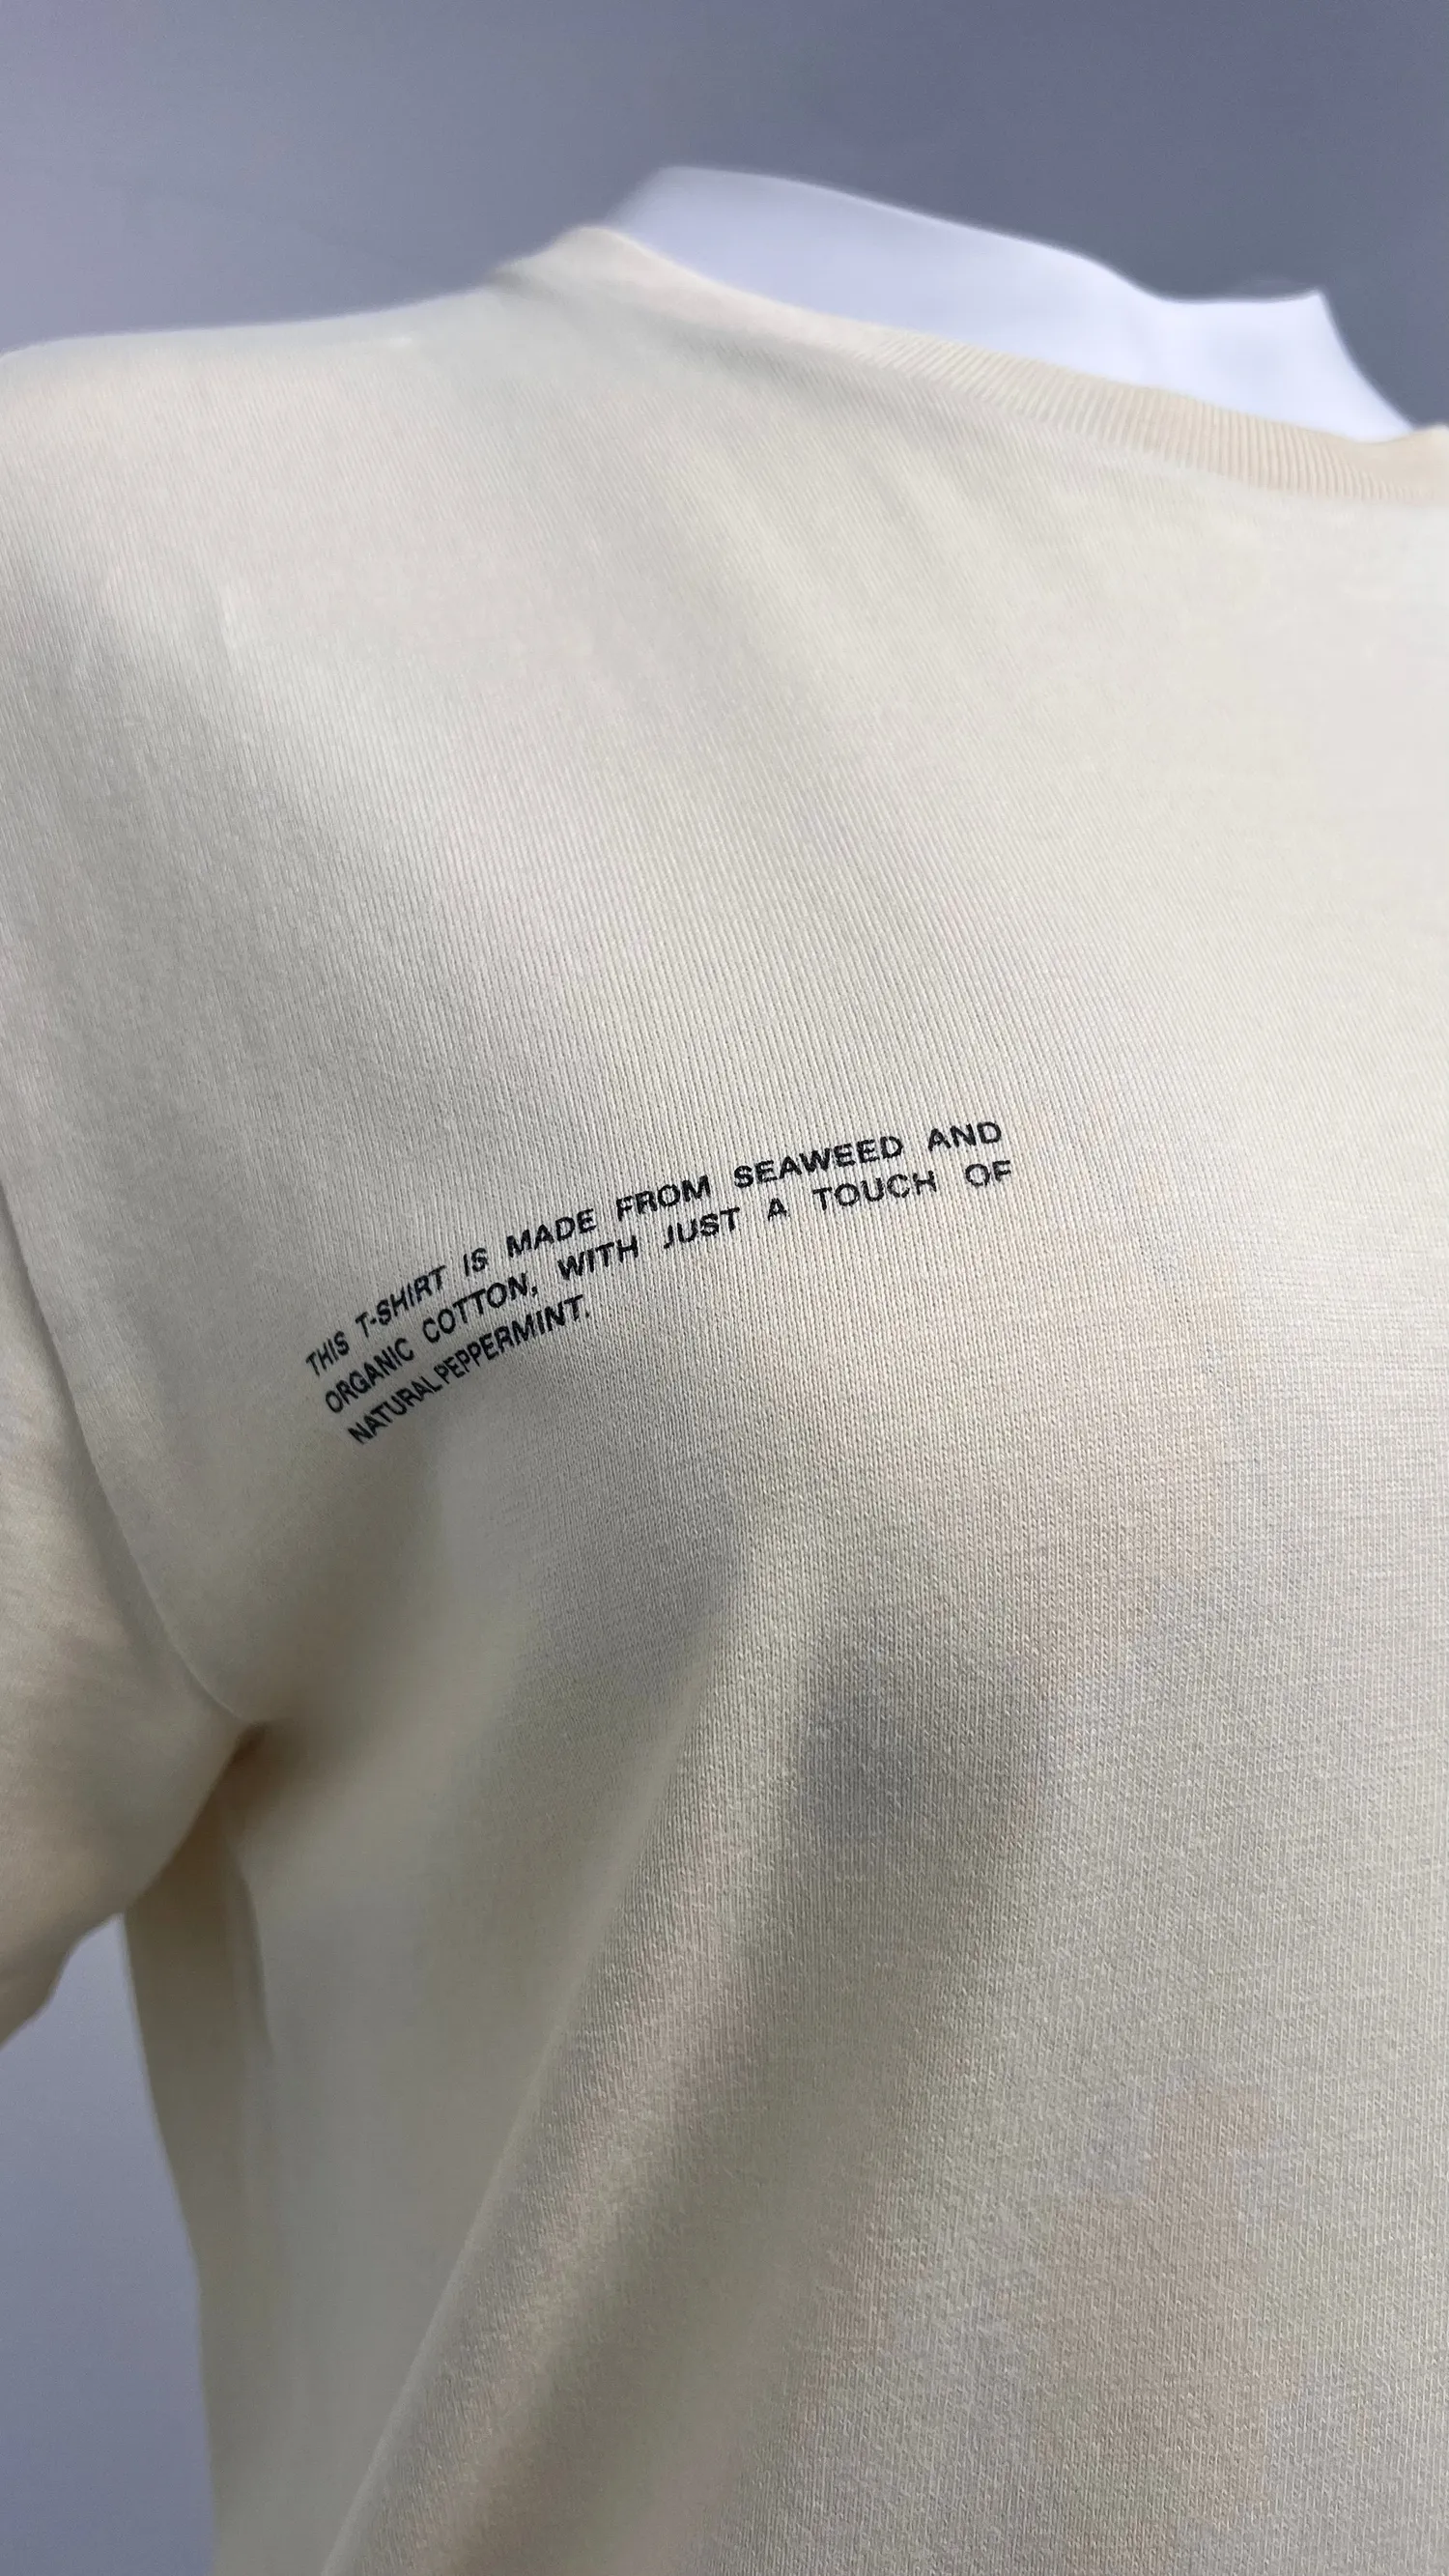 THIS T-SHIRT IS MADE FROM SEAWEED AND
ORGANIC COTTON, WITH JUST A TOUCH OF
NATURAL PEPPERMINT.